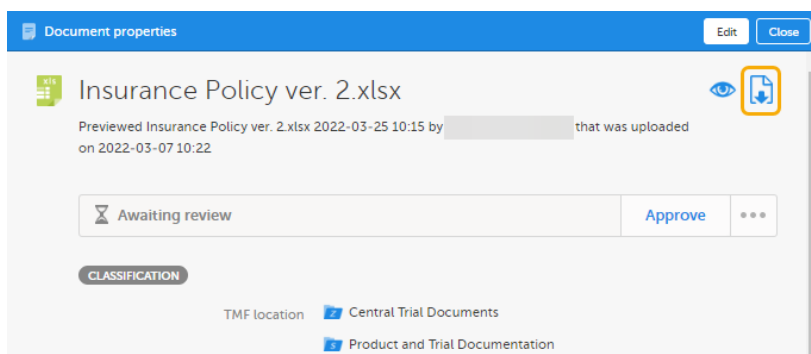 Document properties
Edit
Close
xls
Insurance Policy ver. 2.xlsx
Previewed Insurance Policy ver. 2.xlsx 2022-03-25 10:15 by that was uploaded
on 2022-03-07 10:22
Awaiting review
Approve
CLASSIFICATION
TMF location
Z Central Trial Documents
S Product and Trial Documentation